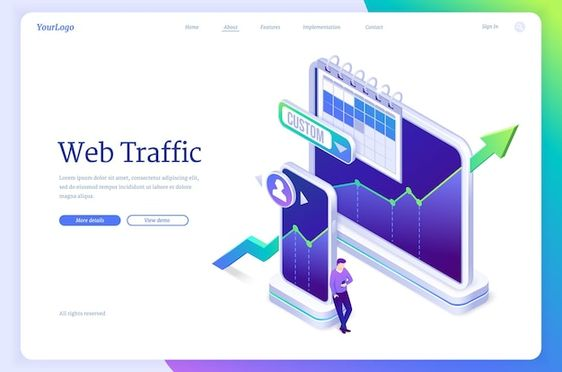 YourLogo
Home About Features Implementation Contact Sign In
CUSTOM
Web Traffic
Lorem ipsum dolor sit amet, consectetur adipiscing elit, sed do eiusmod tempor incididunt ut labore et dolore magna aliqua.
More details View demo
All rights reserved